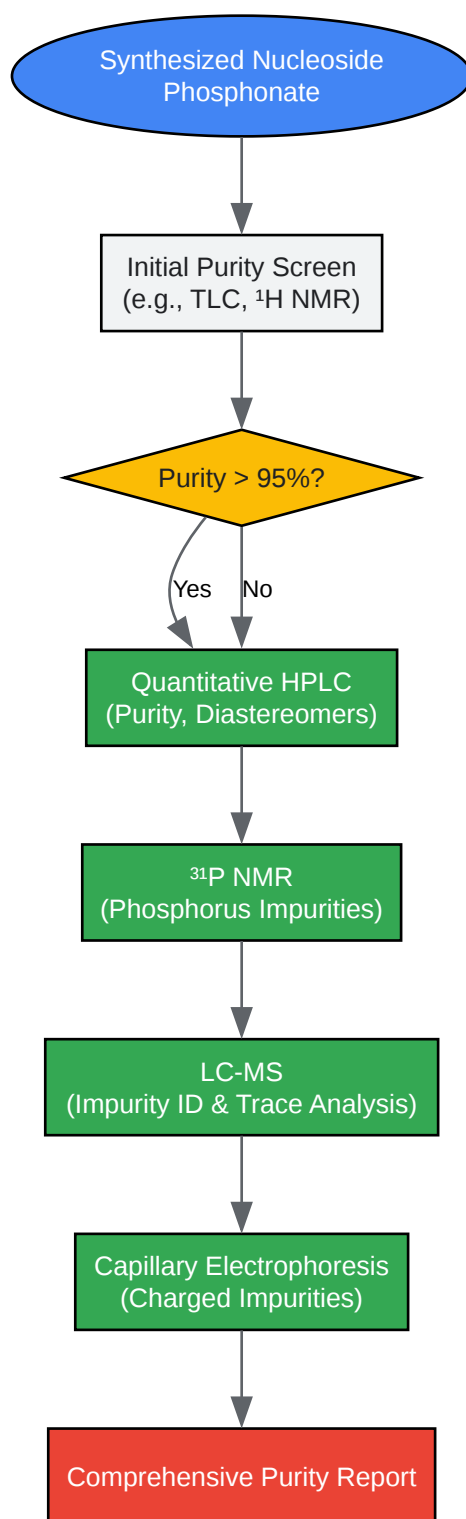 Synthesized Nucleoside
Phosphonate
Initial Purity Screen
(e.g., TLC, ¹H NMR)
Purity > 95%?
Yes
No
Quantitative HPLC
(Purity, Diastereomers)
³¹P NMR
(Phosphorus Impurities)
LC-MS
(Impurity ID & Trace Analysis)
Capillary Electrophoresis
(Charged Impurities)
Comprehensive Purity Report